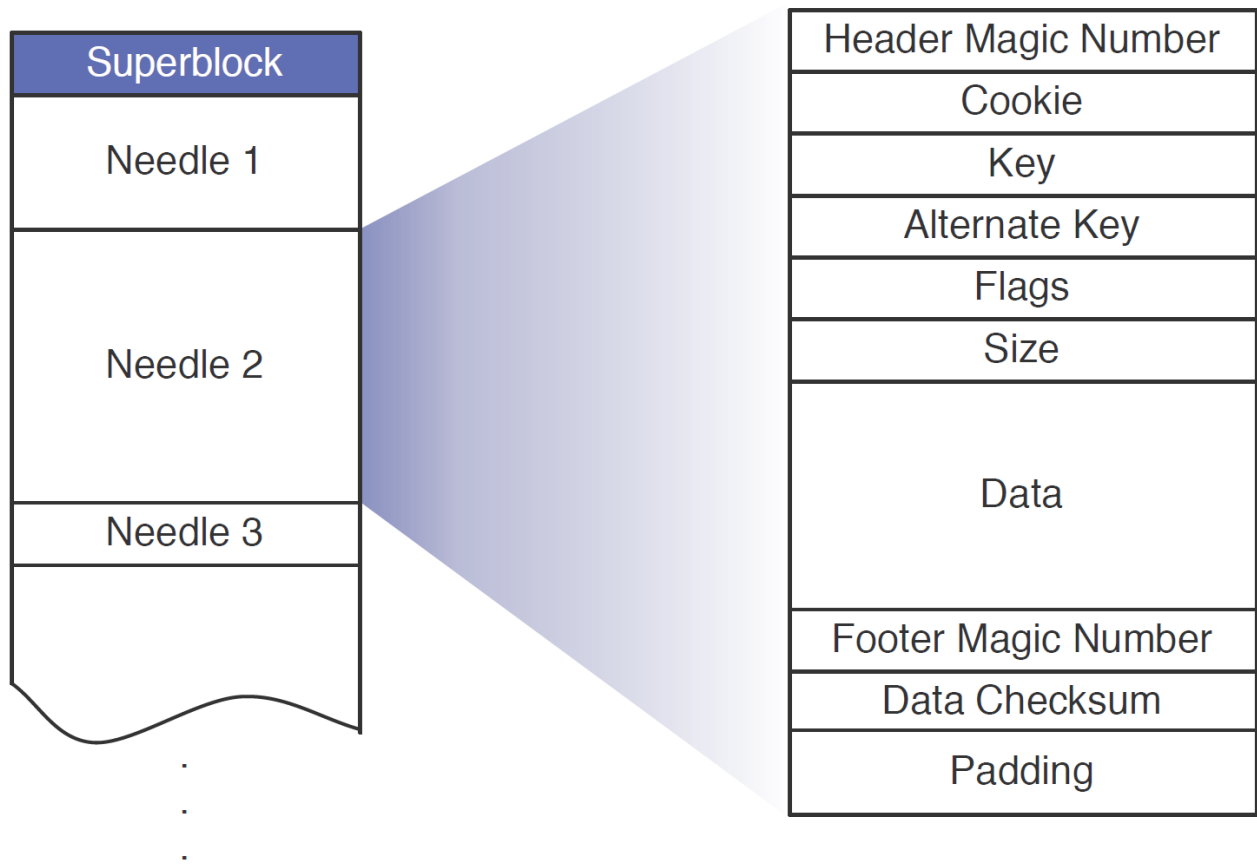 Superblock
Needle 1
Needle 2
Needle 3
.
.
.
Header Magic Number
Cookie
Key
Alternate Key
Flags
Size
Data
Footer Magic Number
Data Checksum
Padding